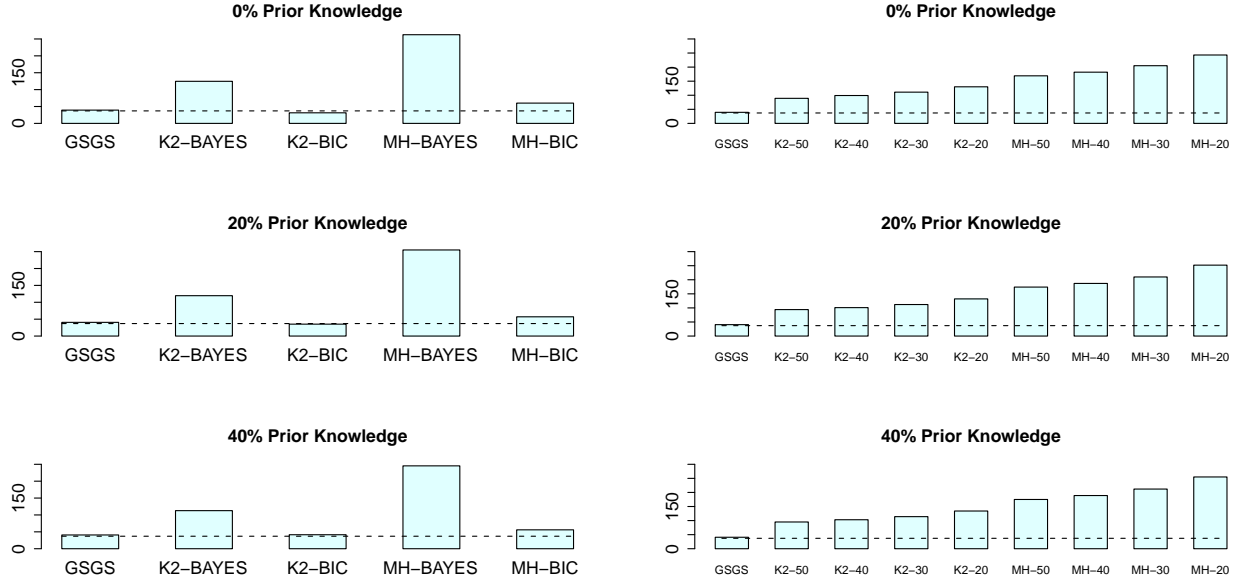 0% Prior Knowledge
150
0
GSGS K2−BAYES K2−BIC MH−BAYES MH−BIC
20% Prior Knowledge
150
0
GSGS K2−BAYES K2−BIC MH−BAYES MH−BIC
40% Prior Knowledge
150
0
GSGS K2−BAYES K2−BIC MH−BAYES MH−BIC
0% Prior Knowledge
150
0
GSGS K2−50 K2−40 K2−30 K2−20 MH−50 MH−40 MH−30 MH−20
20% Prior Knowledge
150
0
GSGS K2−50 K2−40 K2−30 K2−20 MH−50 MH−40 MH−30 MH−20
40% Prior Knowledge
150
0
GSGS K2−50 K2−40 K2−30 K2−20 MH−50 MH−40 MH−30 MH−20